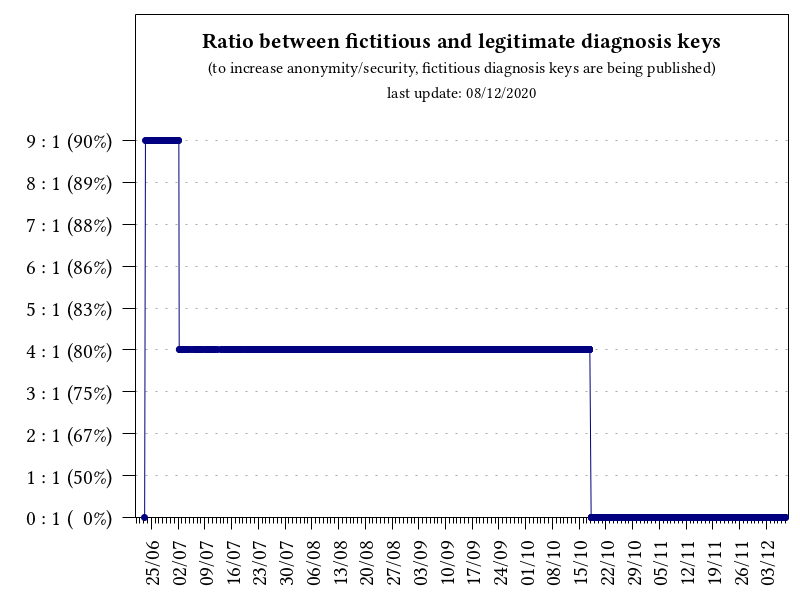 Ratio between fictitious and legitimate diagnosis keys
(to increase anonymity/security, fictitious diagnosis keys are being published)
last update: 08/12/2020
9 : 1 (90%)
8 : 1 (89%)
7 : 1 (88%)
6 : 1 (86%)
5 : 1 (83%)
4 : 1 (80%)
3 : 1 (75%)
2 : 1 (67%)
1 : 1 (50%)
0 : 1 ( 0%)
25/06
02/07
09/07
16/07
23/07
30/07
06/08
13/08
20/08
27/08
03/09
10/09
17/09
24/09
01/10
08/10
15/10
22/10
29/10
05/11
12/11
19/11
26/11
03/12